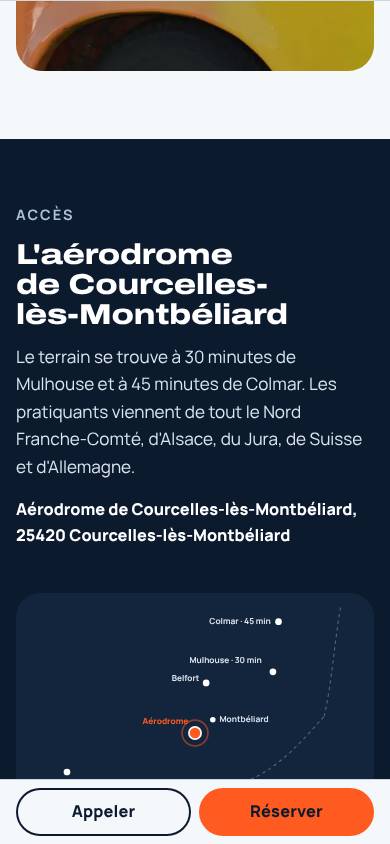 ACCÈS
L'aérodrome
de Courcelles-
lès-Montbéliard
Le terrain se trouve à 30 minutes de
Mulhouse et à 45 minutes de Colmar. Les
pratiquants viennent de tout le Nord
Franche-Comté, d'Alsace, du Jura, de Suisse
et d'Allemagne.
Aérodrome de Courcelles-lès-Montbéliard,
25420 Courcelles-lès-Montbéliard
Colmar · 45 min
Mulhouse · 30 min
Belfort
Aérodrome
Montbéliard
Appeler
Réserver